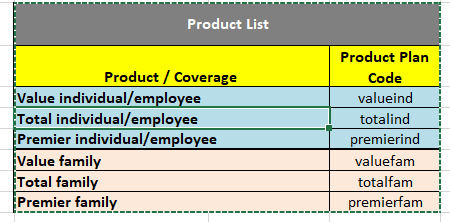 Product List
Product / Coverage Product Plan Code
Value individual/employee valueind
Total individual/employee totalind
Premier individual/employee premierind
Value family valuefam
Total family totalfam
Premier family premierfam